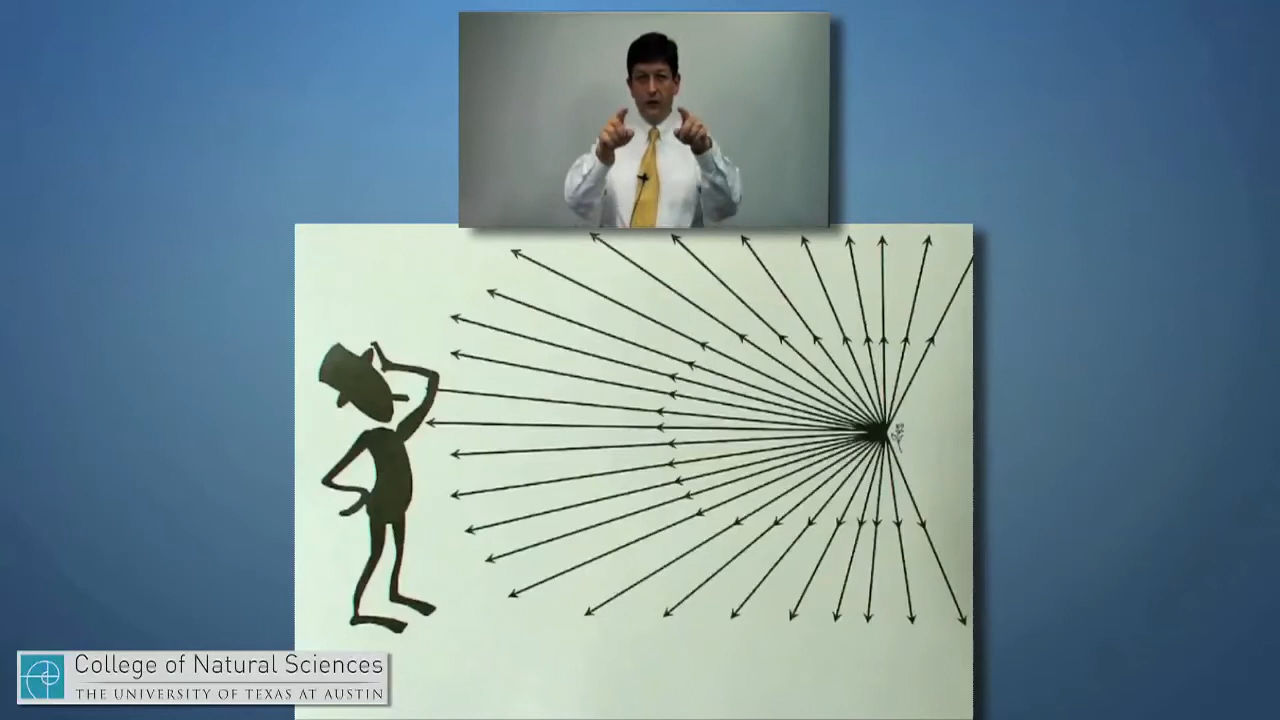 College of Natural Sciences
THE UNIVERSITY OF TEXAS AT AUSTIN